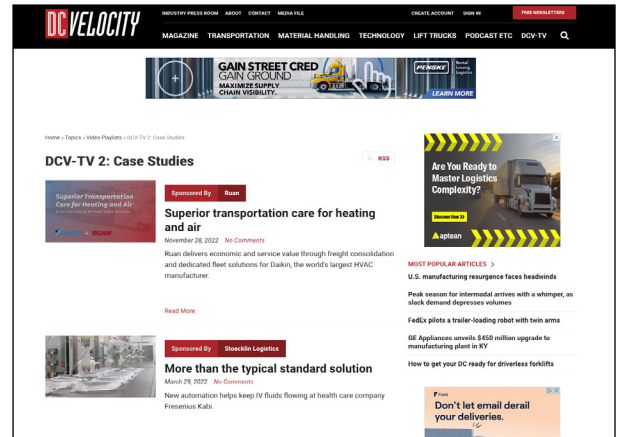 DC VELOCITY
INDUSTRY PRESS ROOM ABOUT CONTACT MEDIA FILE
CREATE ACCOUNT SIGN IN
FREE NEWSLETTERS
MAGAZINE TRANSPORTATION MATERIAL HANDLING TECHNOLOGY LIFT TRUCKS PODCAST ETC DCV-TV
GAIN STREET CRED
GAIN GROUND
MAXIMIZE SUPPLY
CHAIN VISIBILITY.
PENSKE
Rental
Leasing
Logistics
LEARN MORE
Home » Topics » Video Playlists » DCV-TV 2: Case Studies
DCV-TV 2: Case Studies
RSS
Superior Transportation
Care for Heating and Air
RUAN
Sponsored By Ruan
Superior transportation care for heating
and air
November 28, 2022 No Comments
Ruan delivers economic and service value through freight consolidation
and dedicated fleet solutions for Daikin, the world's largest HVAC
manufacturer.
Read More
Sponsored By Stoecklin Logistics
More than the typical standard solution
March 29, 2022 No Comments
New automation helps keep IV fluids flowing at health care company
Fresenius Kabi.
Are You Ready to
Master Logistics
Complexity?
Discover How >>
aptean
MOST POPULAR ARTICLES >
U.S. manufacturing resurgence faces headwinds
Peak season for intermodal arrives with a whimper, as
slack demand depresses volumes
FedEx pilots a trailer-loading robot with twin arms
GE Appliances unveils $450 million upgrade to
manufacturing plant in KY
How to get your DC ready for driverless forklifts
Front
Don't let email derail
your deliveries.